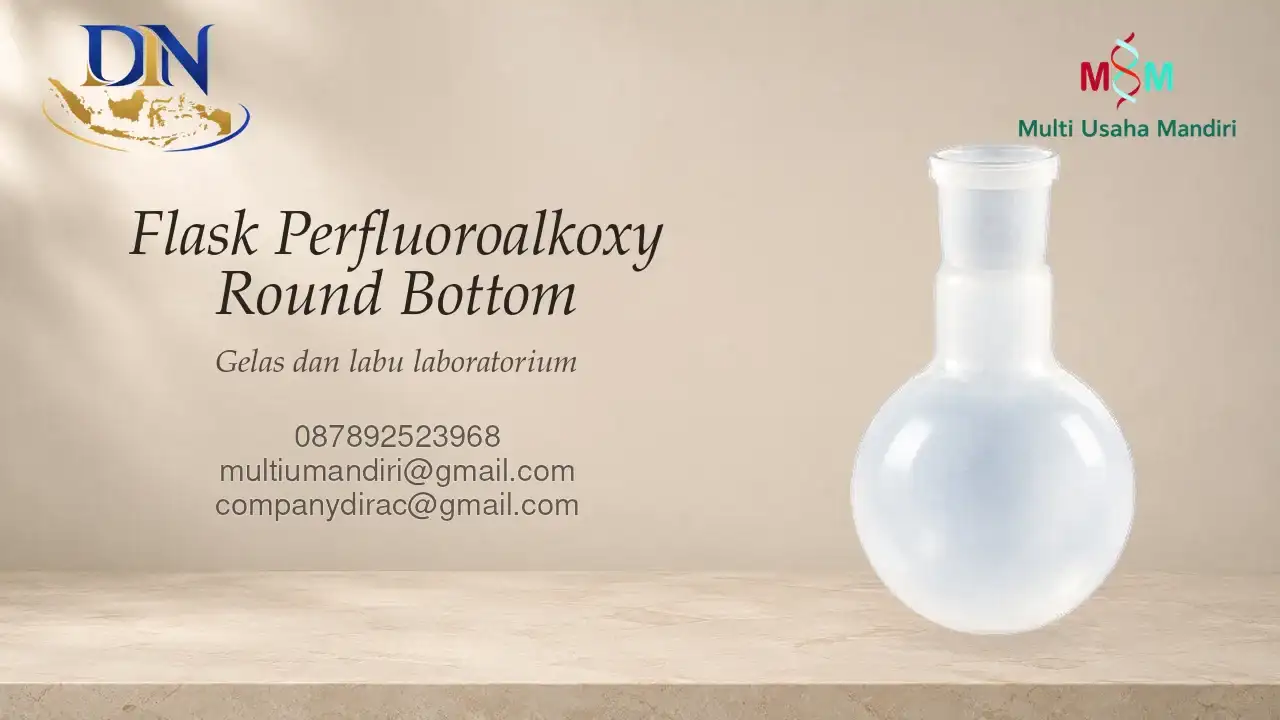 DIN
MSM
Multi Usaha Mandiri
Flask Perfluoroalkoxy
Round Bottom
Gelas dan labu laboratorium
087892523968
multiumandiri@gmail.com
companydirac@gmail.com